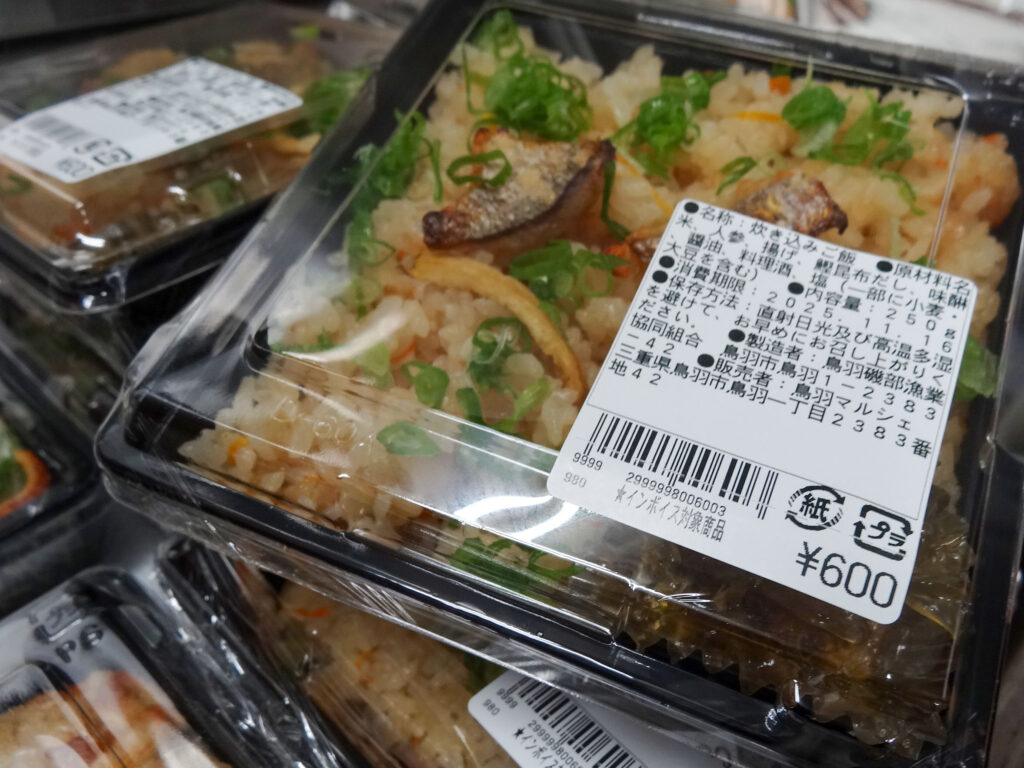 ●名称:炊き込みご飯 ●原材料名:
米、人参、揚げ、鰹昆布だし、味醂、
醤油、料理酒、塩(一部に小麦・
大豆を含む) ●内容量:250g
●消費期限:2025.11.16
●保存方法:直射日光及び高温多湿
を避けて、お早めにお召し上がりく
ださい。 ●製造者:鳥羽磯部漁業
協同組合 鳥羽市鳥羽1-2383
-42 ●販売者:鳥羽マルシェ
三重県鳥羽市鳥羽一丁目2383番
地42
9999
2999998006003
980
★インボイス対象商品
紙
プラ
¥600
¥600
999
980
★インボイ